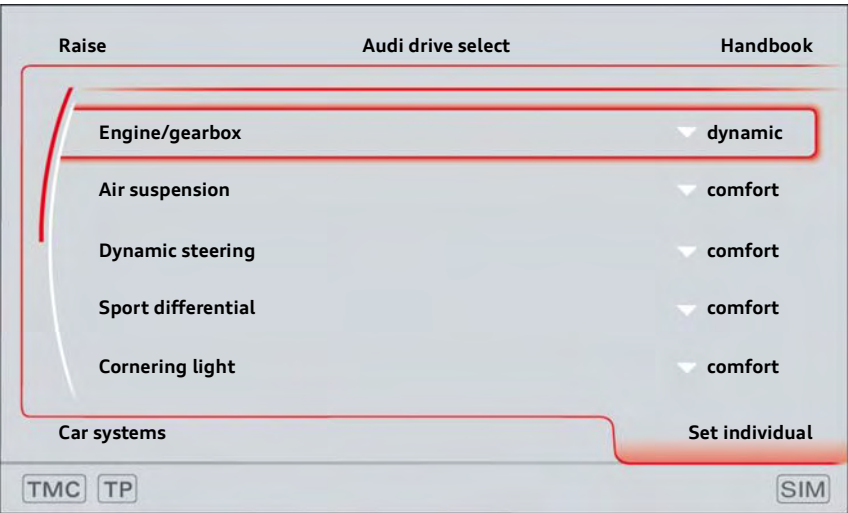 Raise Audi drive select Handbook
Engine/gearbox dynamic
Air suspension comfort
Dynamic steering comfort
Sport differential comfort
Cornering light comfort
Car systems Set individual
TMC TP SIM